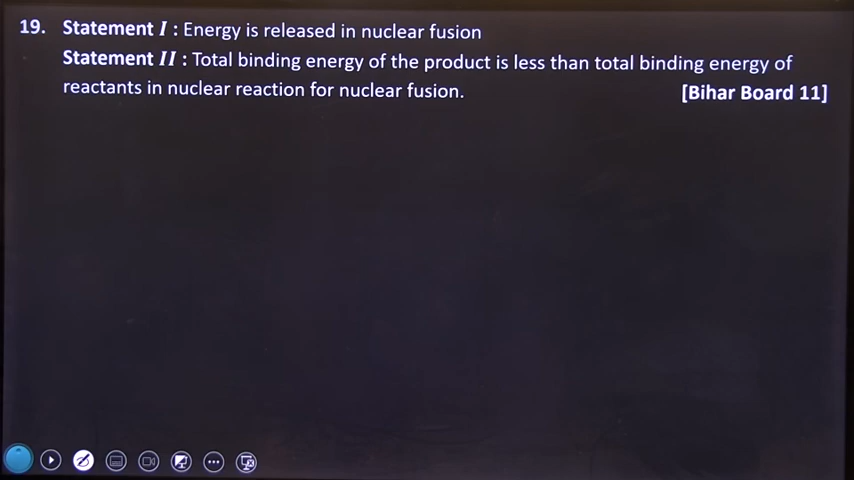 19. Statement I : Energy is released in nuclear fusion
Statement II : Total binding energy of the product is less than total binding energy of
reactants in nuclear reaction for nuclear fusion.
[Bihar Board 11]